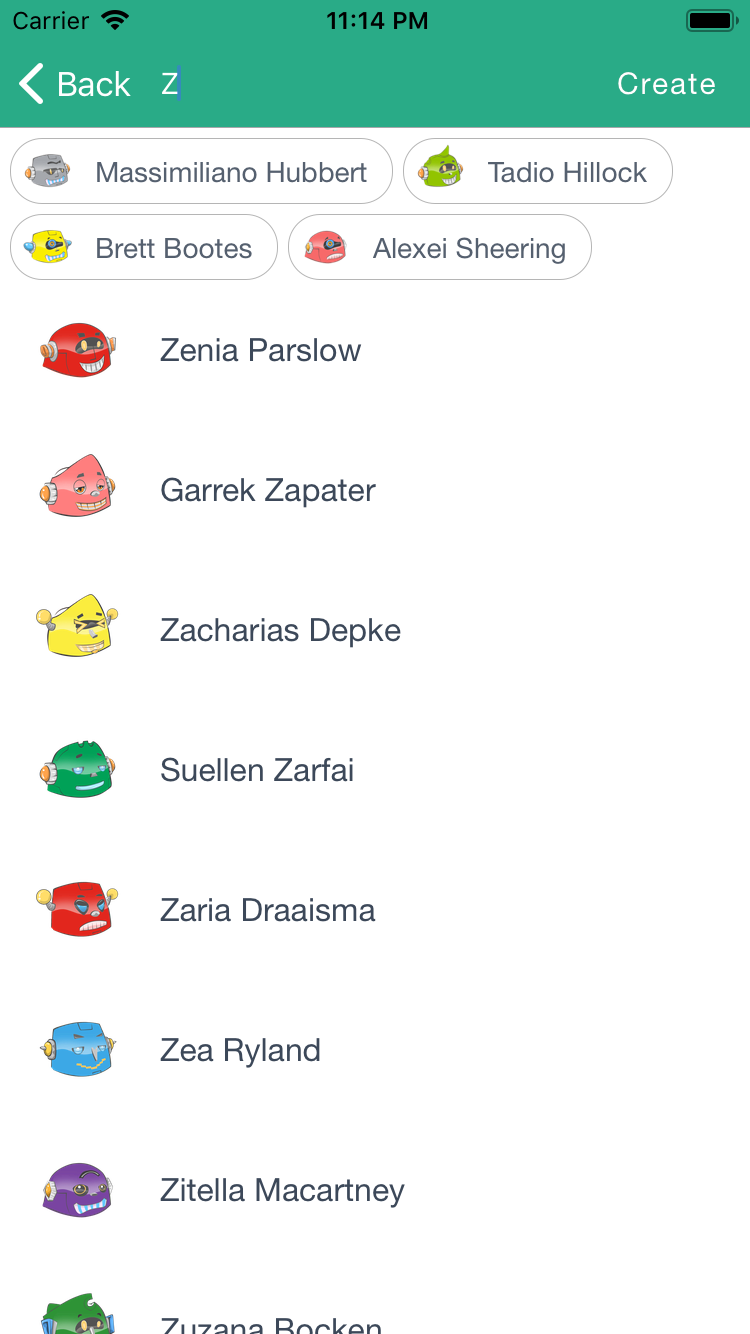 Carrier 11:14 PM
Back Z Create
Massimiliano Hubbert Tadio Hillock
Brett Bootes Alexei Sheering
Zenia Parslow
Garrek Zapater
Zacharias Depke
Suellen Zarfai
Zaria Draaisma
Zea Ryland
Zitella Macartney
Zuzana Bocken